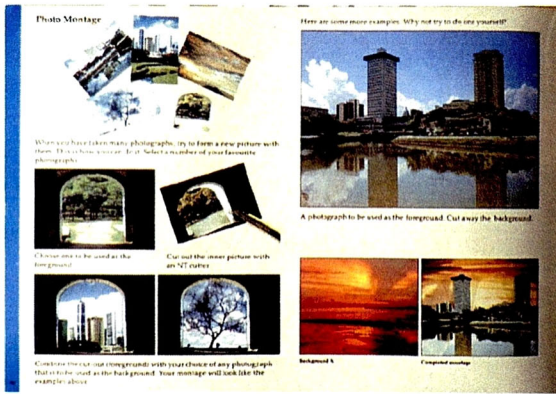 Photo Montage
When you have taken many photographs, try to form a new picture with
them. This is how you can do it. Select a number of your favourite
photographs.
Choose one to be used as the
foreground.
Cut out the inner picture with
an NT cutter.
Combine the cut-out (foreground) with your choice of any photograph
that is to be used as the background. Your montage will look like the
examples above.
Here are some more examples. Why not try to do one yourself?
A photograph to be used as the foreground. Cut away the background.
Background A
Completed montage